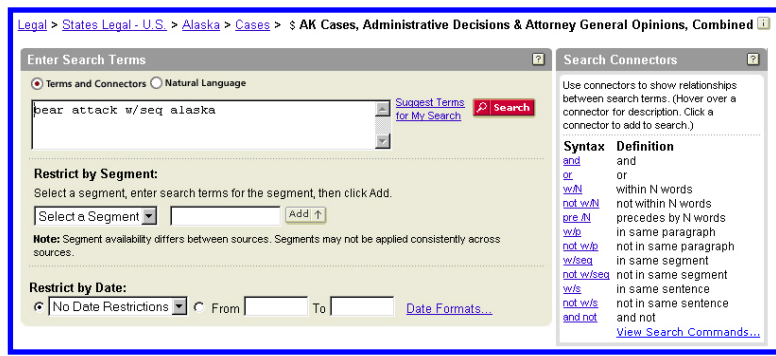 Legal > States Legal - U.S. > Alaska > Cases > $ AK Cases, Administrative Decisions & Attorney General Opinions, Combined i
Enter Search Terms ?
Terms and Connectors Natural Language
bear attack w/seq alaska
Suggest Terms
for My Search
Search
Restrict by Segment:
Select a segment, enter search terms for the segment, then click Add.
Select a Segment Add ↑
Note: Segment availability differs between sources. Segments may not be applied consistently across
sources.
Restrict by Date:
No Date Restrictions From To Date Formats...
Search Connectors ?
Use connectors to show relationships
between search terms. (Hover over a
connector for description. Click a
connector to add to search.)
Syntax Definition
and and
or or
w/N within N words
not w/N not within N words
pre /N precedes by N words
w/p in same paragraph
not w/p not in same paragraph
w/seg in same segment
not w/seg not in same segment
w/s in same sentence
not w/s not in same sentence
and not and not
View Search Commands...